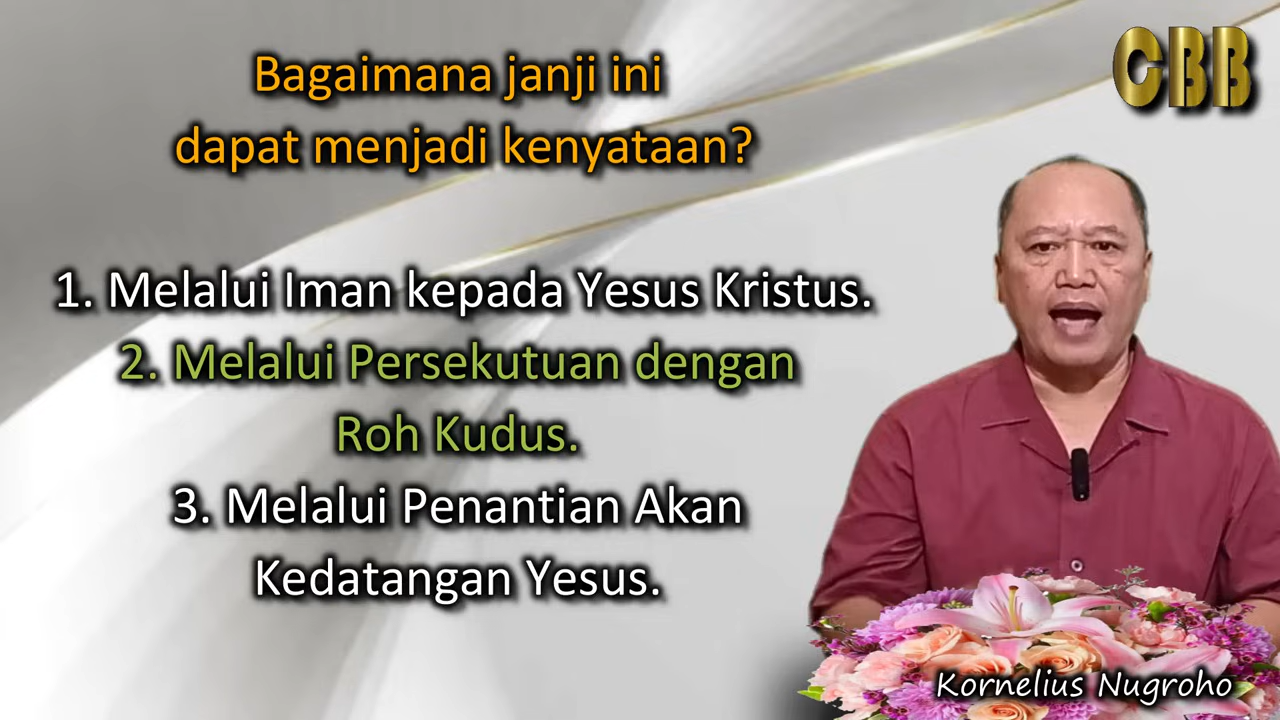 Bagaimana janji ini
dapat menjadi kenyataan?
CBB
1. Melalui Iman kepada Yesus Kristus.
2. Melalui Persekutuan dengan
Roh Kudus.
3. Melalui Penantian Akan
Kedatangan Yesus.
Kornelius Nugroho